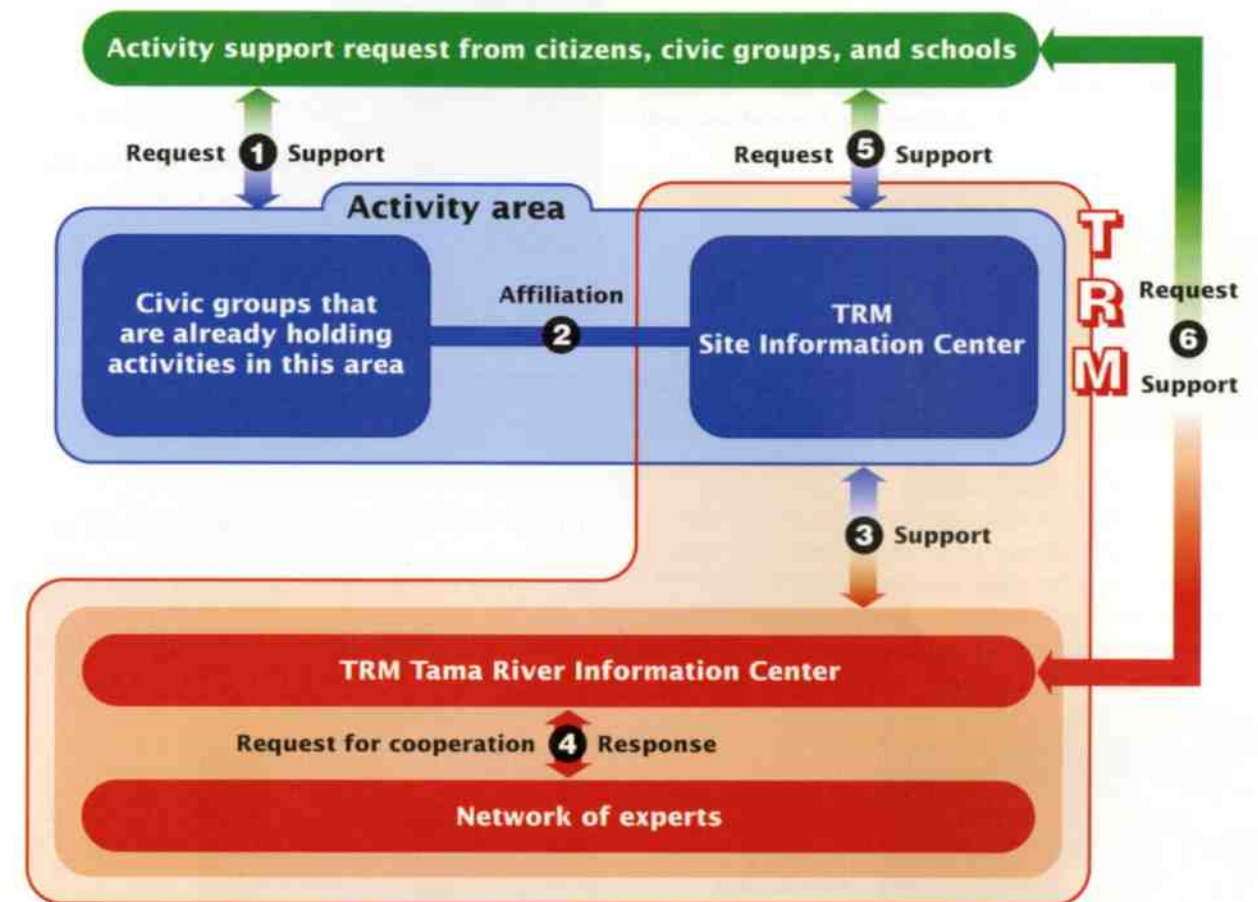 Activity support request from citizens, civic groups, and schools
Request 1 Support
Request 5 Support
Activity area
Civic groups that
are already holding
activities in this area
Affiliation
2
TRM
Site Information Center
TRM
Request
6
Support
3 Support
TRM Tama River Information Center
Request for cooperation 4 Response
Network of experts